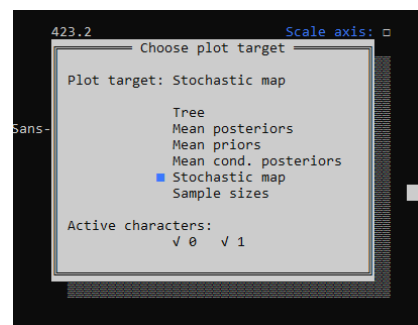 423.2 Scale axis: □
Choose plot target
Plot target: Stochastic map
Tree
Sans-
Mean posteriors
Mean priors
Mean cond. posteriors
■ Stochastic map
Sample sizes
Active characters:
√ 0 √ 1